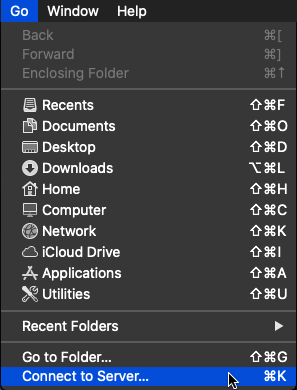 Go Window Help
Back ⌘[
Forward ⌘]
Enclosing Folder ⌘↑
Recents ⇧⌘F
Documents ⇧⌘O
Desktop ⇧⌘D
Downloads ⌥⌘L
Home ⇧⌘H
Computer ⇧⌘C
Network ⇧⌘K
iCloud Drive ⇧⌘I
Applications ⇧⌘A
Utilities ⇧⌘U
Recent Folders ▶
Go to Folder... ⇧⌘G
Connect to Server... ⌘K